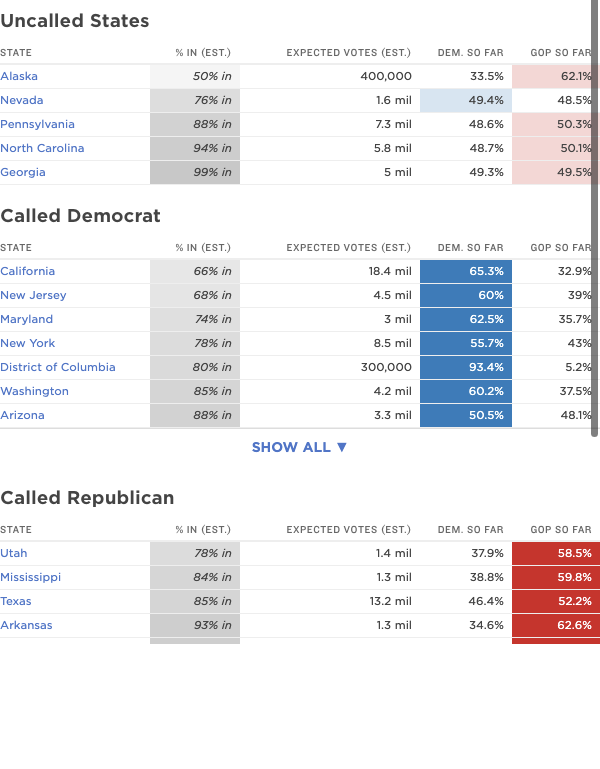 Uncalled States
STATE % IN (EST.) EXPECTED VOTES (EST.) DEM. SO FAR GOP SO FAR
Alaska 50% in 400,000 33.5% 62.1%
Nevada 76% in 1.6 mil 49.4% 48.5%
Pennsylvania 88% in 7.3 mil 48.6% 50.3%
North Carolina 94% in 5.8 mil 48.7% 50.1%
Georgia 99% in 5 mil 49.3% 49.5%
Called Democrat
STATE % IN (EST.) EXPECTED VOTES (EST.) DEM. SO FAR GOP SO FAR
California 66% in 18.4 mil 65.3% 32.9%
New Jersey 68% in 4.5 mil 60% 39%
Maryland 74% in 3 mil 62.5% 35.7%
New York 78% in 8.5 mil 55.7% 43%
District of Columbia 80% in 300,000 93.4% 5.2%
Washington 85% in 4.2 mil 60.2% 37.5%
Arizona 88% in 3.3 mil 50.5% 48.1%
SHOW ALL ▼
Called Republican
STATE % IN (EST.) EXPECTED VOTES (EST.) DEM. SO FAR GOP SO FAR
Utah 78% in 1.4 mil 37.9% 58.5%
Mississippi 84% in 1.3 mil 38.8% 59.8%
Texas 85% in 13.2 mil 46.4% 52.2%
Arkansas 93% in 1.3 mil 34.6% 62.6%